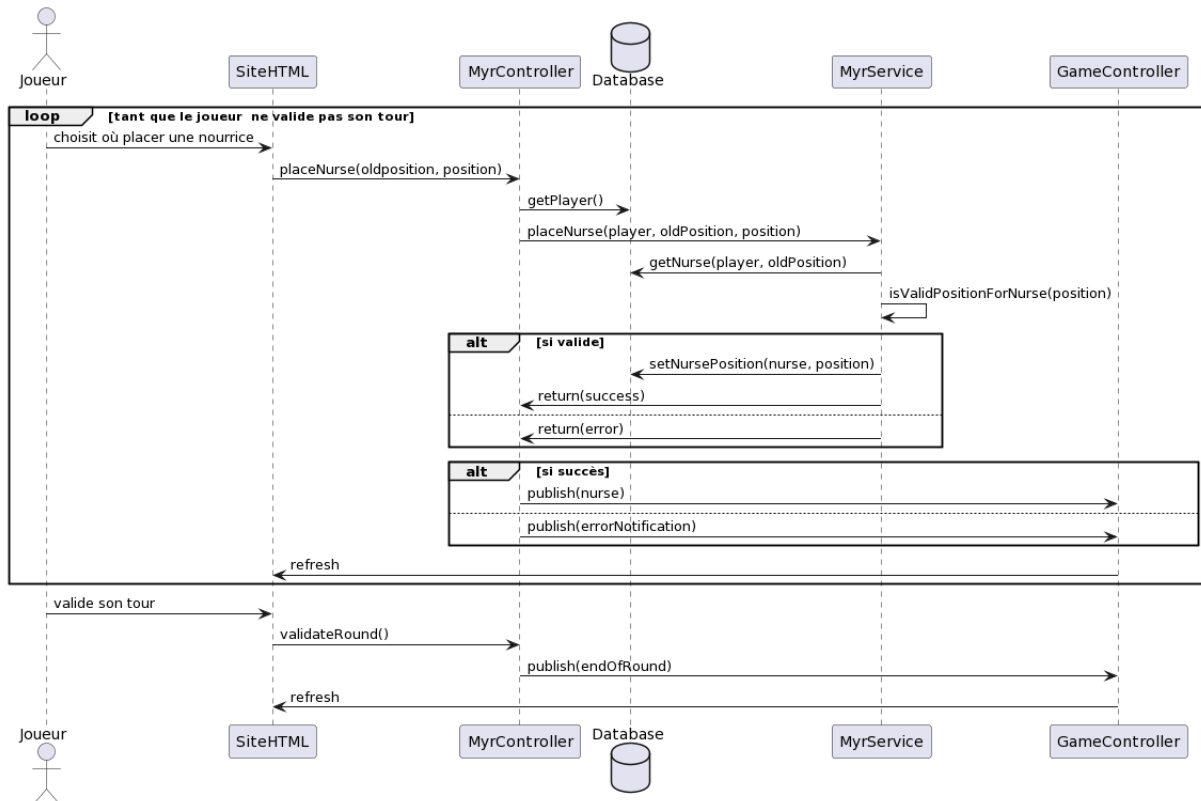 Joueur
SiteHTML
MyrController
Database
MyrService
GameController
loop [tant que le joueur  ne valide pas son tour]
choisit où placer une nourrice
placeNurse(oldposition, position)
getPlayer()
placeNurse(player, oldPosition, position)
getNurse(player, oldPosition)
isValidPositionForNurse(position)
alt [si valide]
setNursePosition(nurse, position)
return(success)
return(error)
alt [si succès]
publish(nurse)
publish(errorNotification)
refresh
valide son tour
validateRound()
publish(endOfRound)
refresh
Joueur
SiteHTML
MyrController
Database
MyrService
GameController